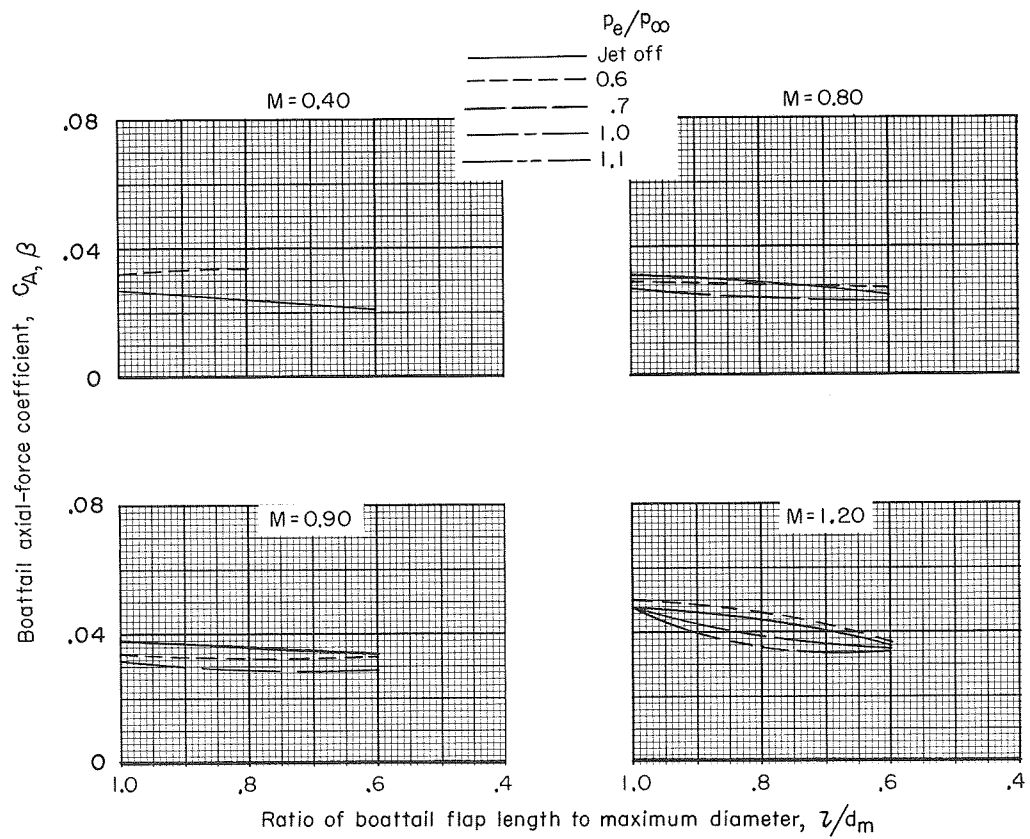 pe/p∞
Jet off
0.6
.7
1.0
1.1
M = 0.40
M = 0.80
.08
.04
0
M = 0.90
M = 1.20
.08
.04
0
1.0 .8 .6 .4
1.0 .8 .6 .4
Boattail axial-force coefficient, CA, β
Ratio of boattail flap length to maximum diameter, l/dm